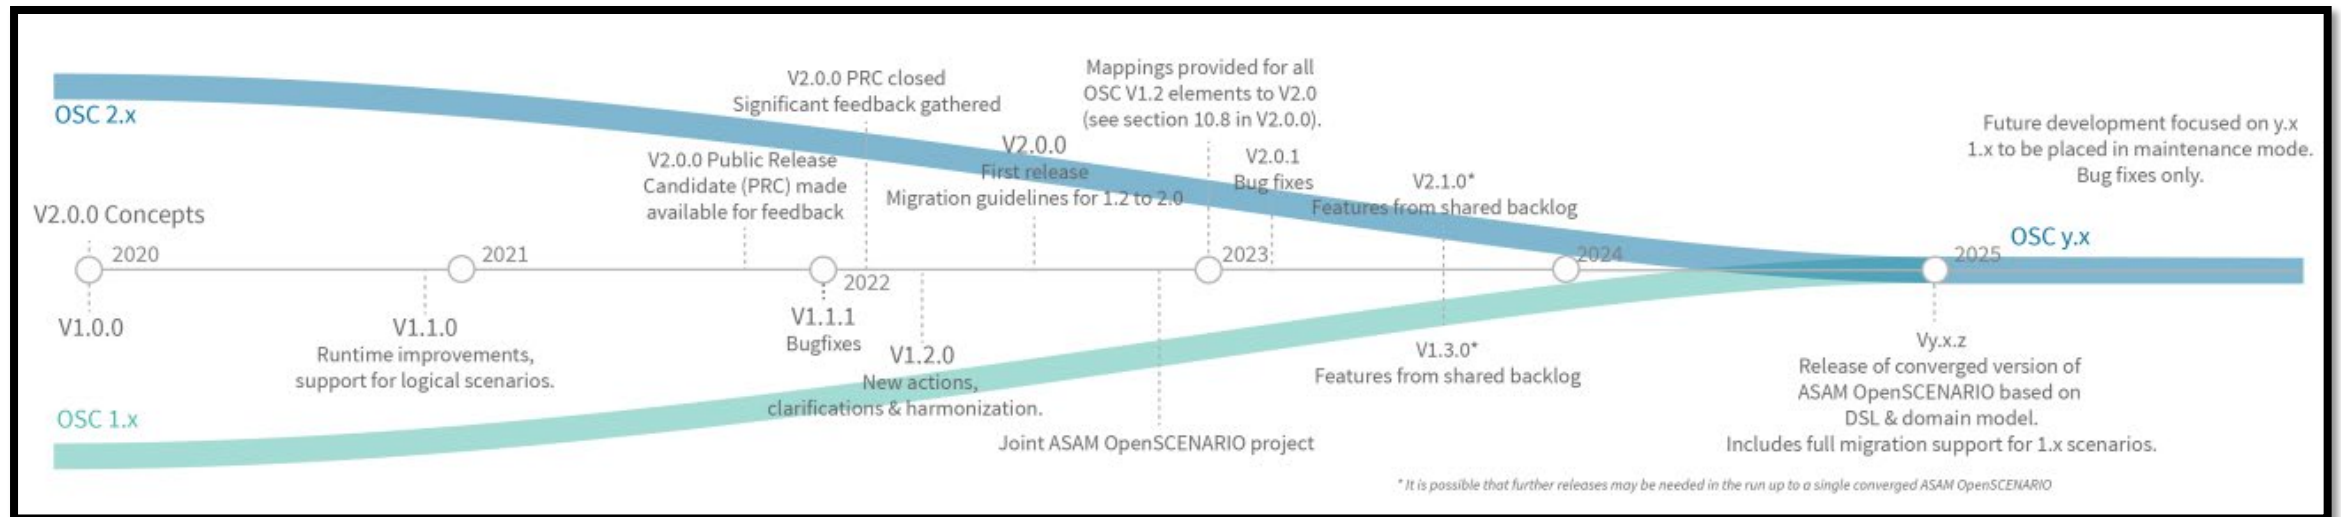 V2.0.0 PRC closed
Significant feedback gathered
Mappings provided for all
OSC V1.2 elements to V2.0
(see section 10.8 in V2.0.0).
OSC 2.x
Future development focused on y.x
1.x to be placed in maintenance mode.
Bug fixes only.
V2.0.0 Public Release
Candidate (PRC) made
available for feedback
V2.0.0
First release
Migration guidelines for 1.2 to 2.0
V2.0.1
Bug fixes
V2.1.0*
Features from shared backlog
V2.0.0 Concepts
OSC y.x
2020
2021
2022
2023
2024
2025
V1.0.0
V1.1.0
Runtime improvements,
support for logical scenarios.
V1.1.1
Bugfixes
V1.2.0
New actions,
clarifications & harmonization.
V1.3.0*
Features from shared backlog
Vy.x.z
Release of converged version of
ASAM OpenSCENARIO based on
DSL & domain model.
Includes full migration support for 1.x scenarios.
OSC 1.x
Joint ASAM OpenSCENARIO project
* It is possible that further releases may be needed in the run up to a single converged ASAM OpenSCENARIO